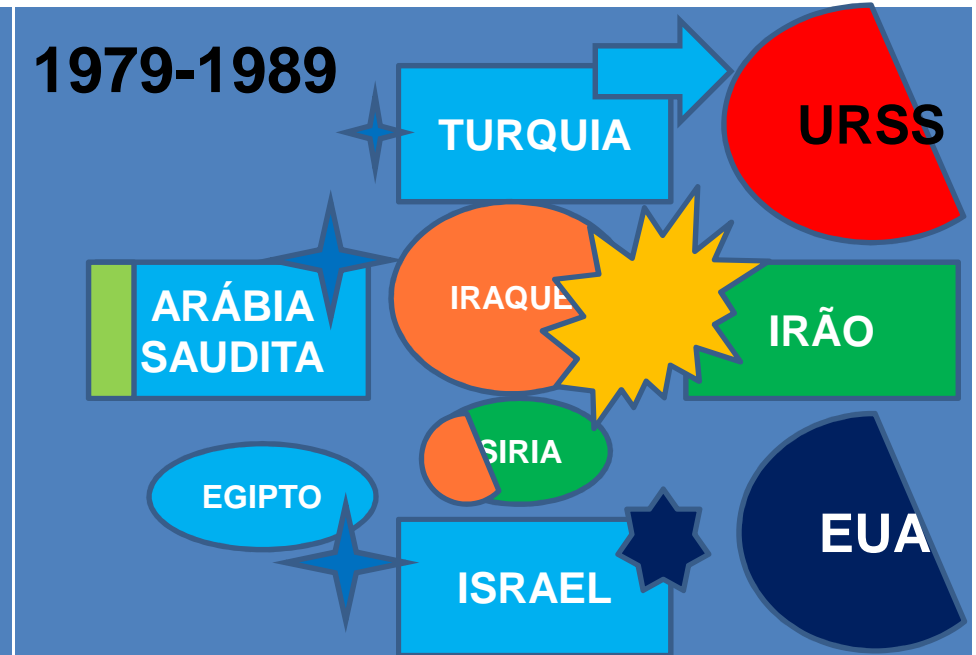 1979-1989
TURQUIA
URSS
ARÁBIA
SAUDITA
IRAQUE
IRÃO
SIRIA
EGIPTO
EUA
ISRAEL